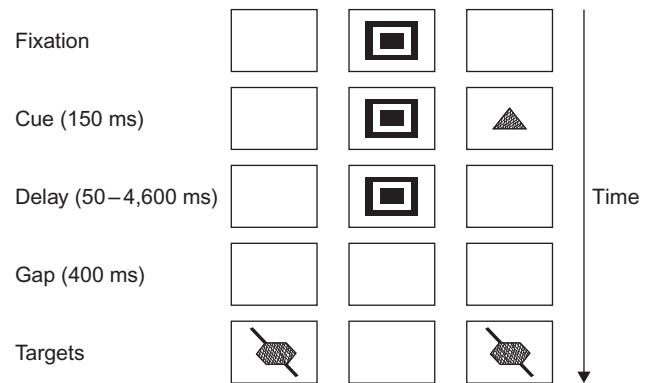 Fixation
Cue (150 ms)
Delay (50–4,600 ms)
Time
Gap (400 ms)
Targets